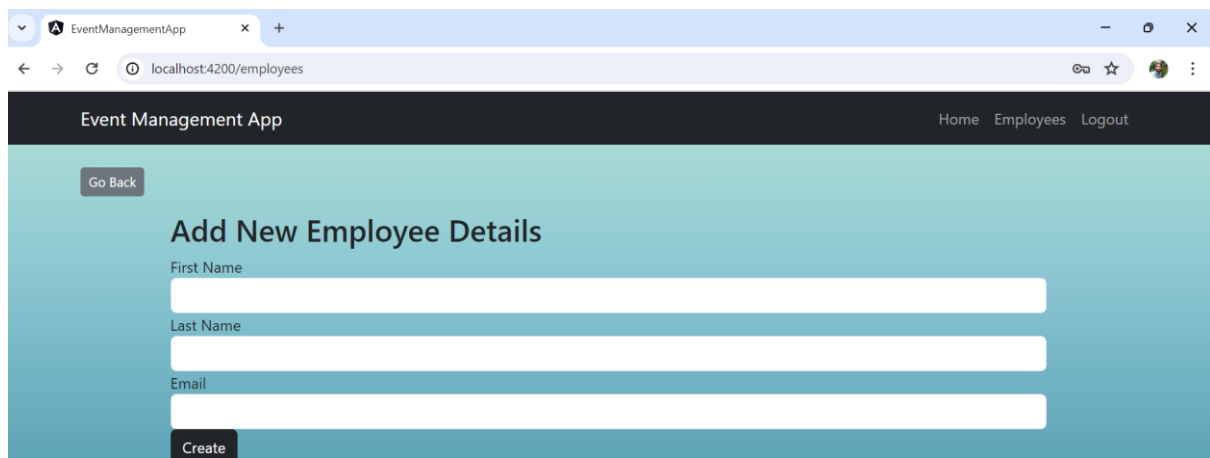 EventManagementApp
localhost:4200/employees
Event Management App Home Employees Logout
Go Back
Add New Employee Details
First Name
Last Name
Email
Create